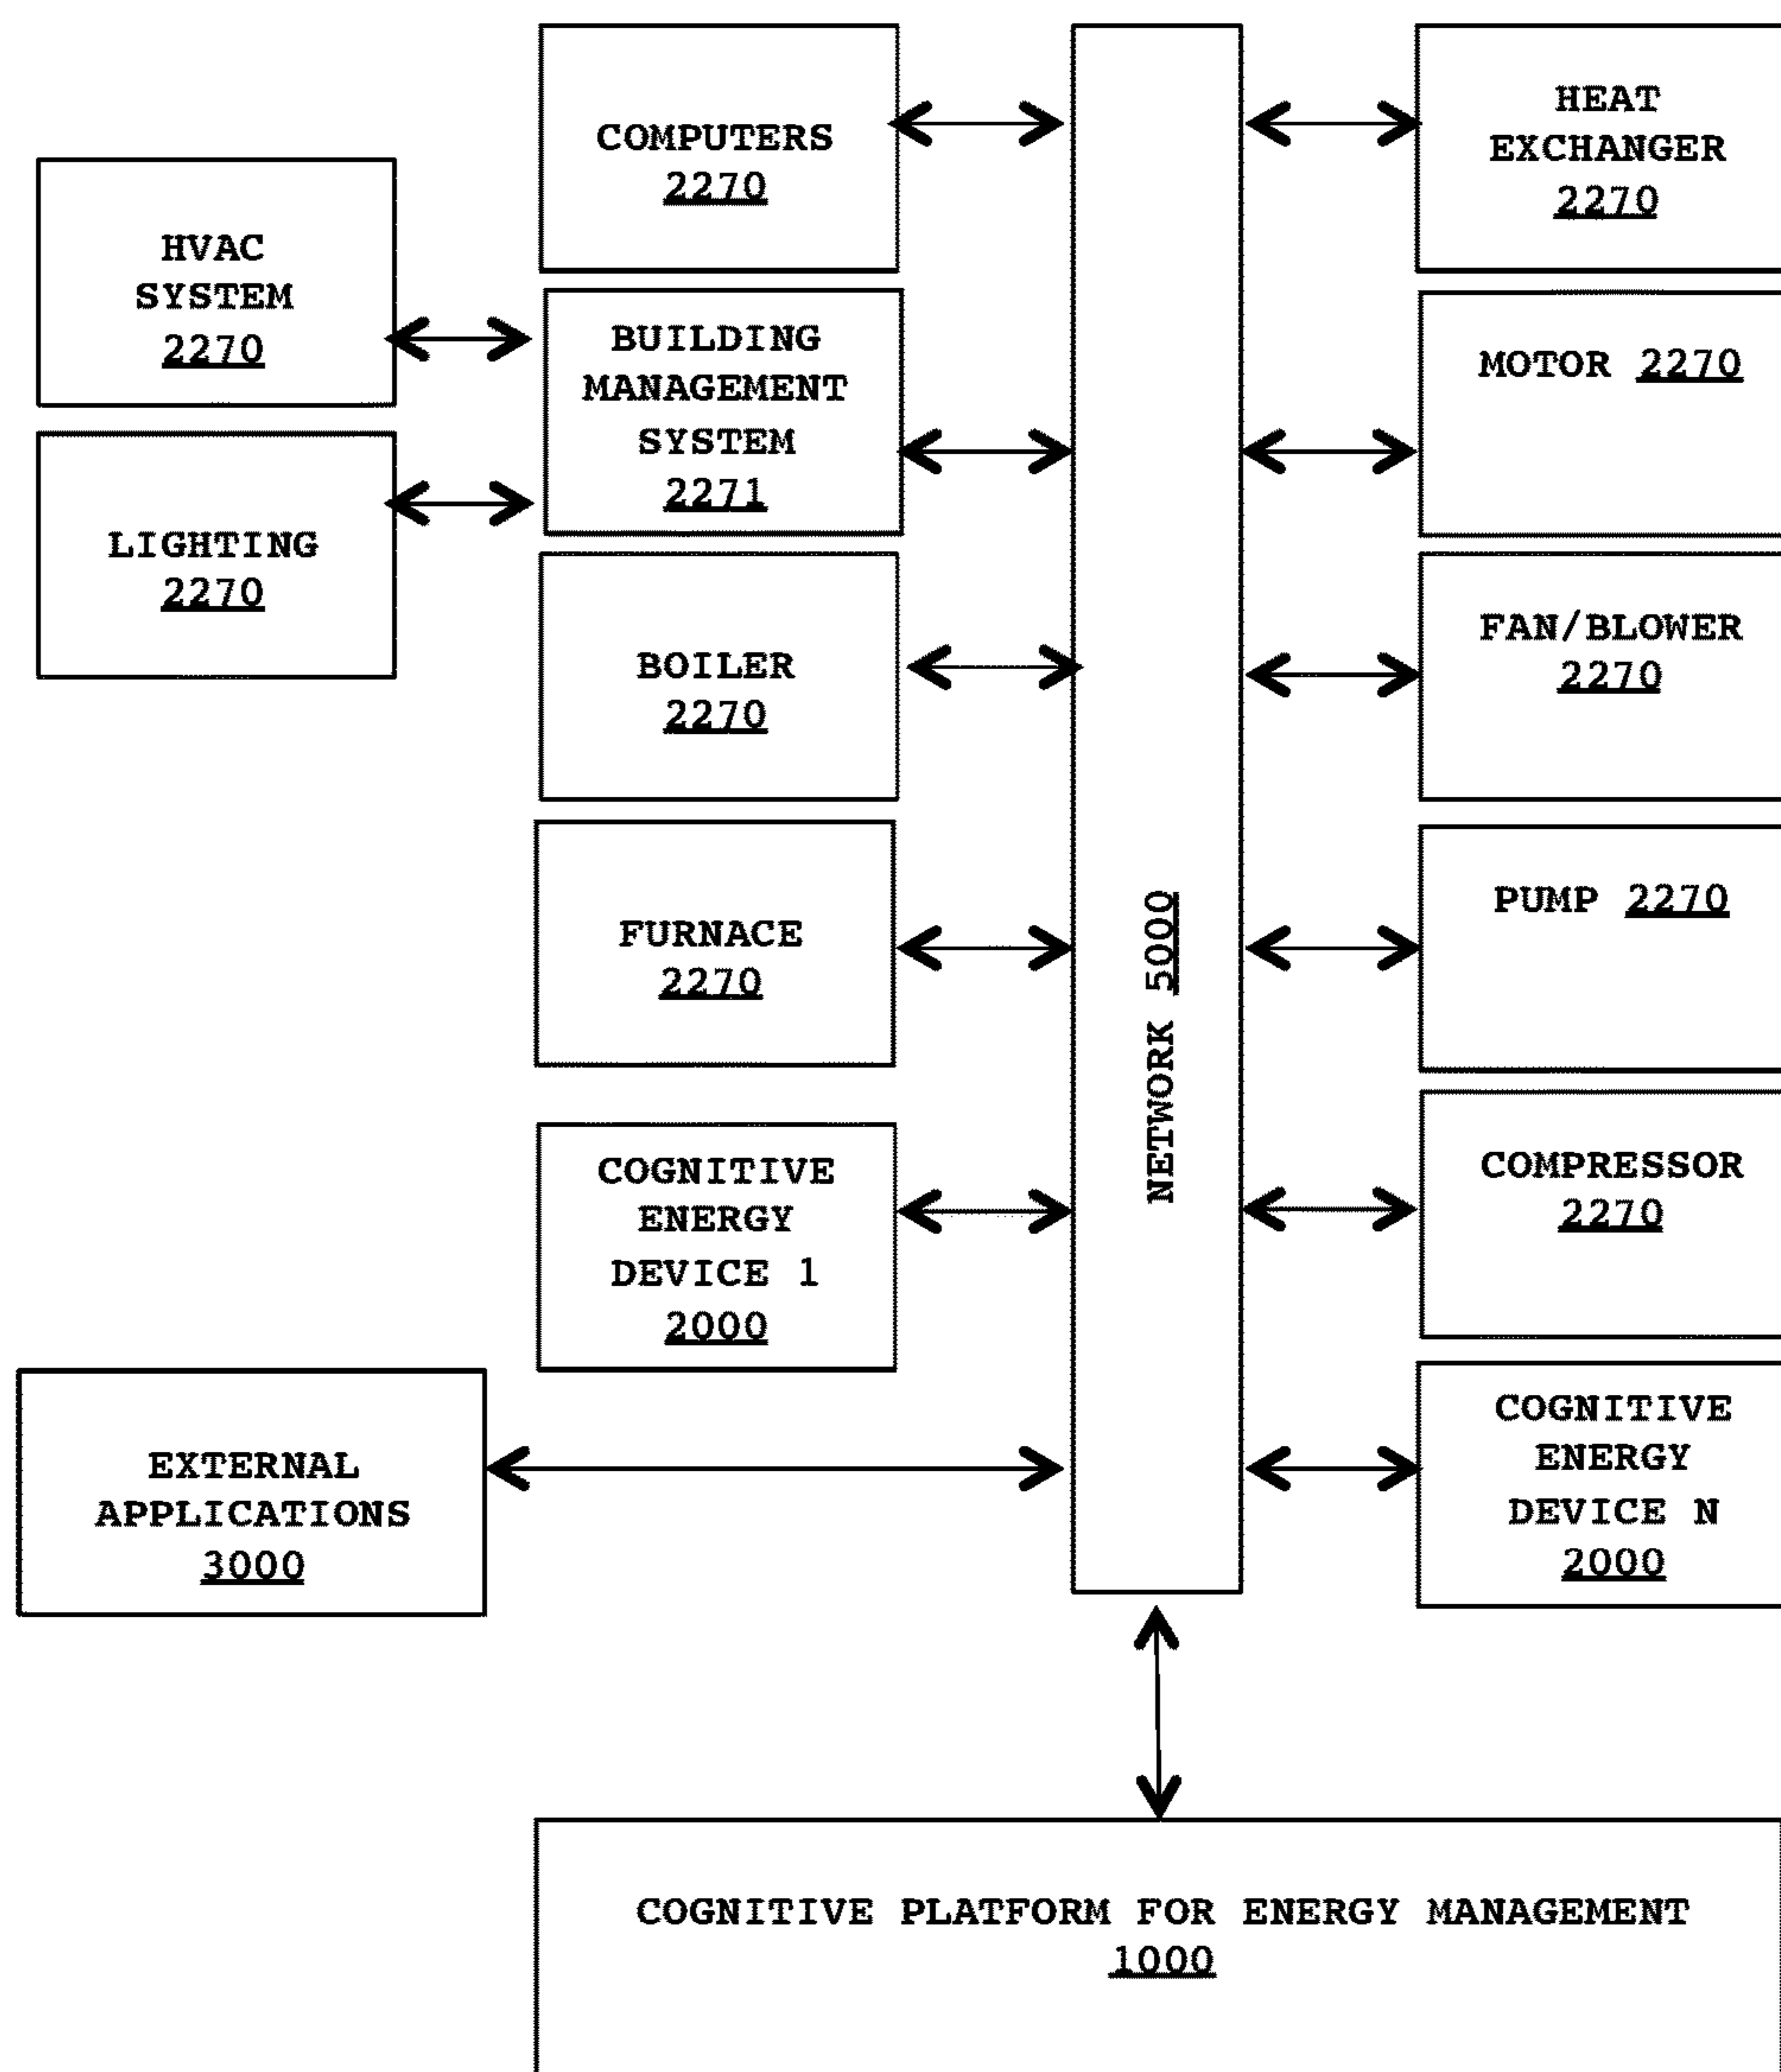 COMPUTERS
2270
HVAC
SYSTEM
2270
BUILDING
MANAGEMENT
SYSTEM
2271
LIGHTING
2270
BOILER
2270
FURNACE
2270
COGNITIVE
ENERGY
DEVICE 1
2000
EXTERNAL
APPLICATIONS
3000
NETWORK 5000
HEAT
EXCHANGER
2270
MOTOR 2270
FAN/BLOWER
2270
PUMP 2270
COMPRESSOR
2270
COGNITIVE
ENERGY
DEVICE N
2000
COGNITIVE PLATFORM FOR ENERGY MANAGEMENT
1000